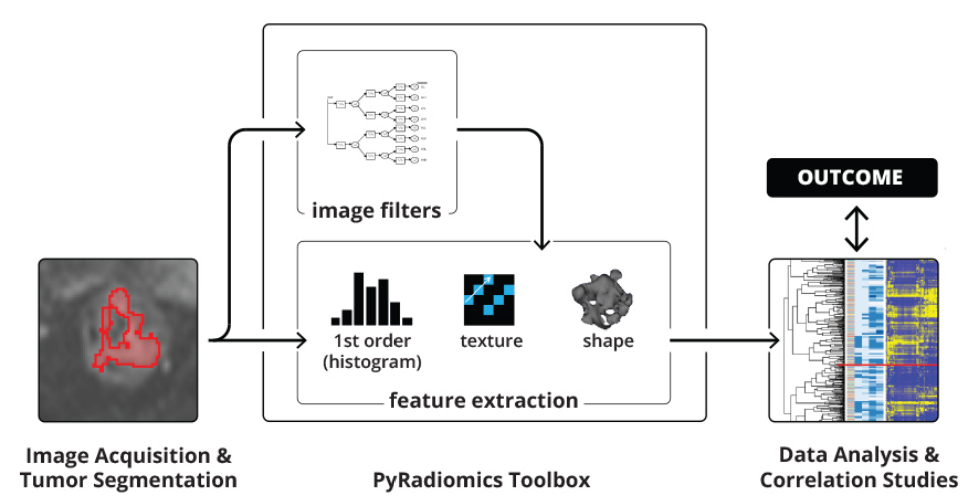 image filters
OUTCOME
1st order
(histogram)
texture
shape
feature extraction
Image Acquisition &
Tumor Segmentation
PyRadiomics Toolbox
Data Analysis &
Correlation Studies